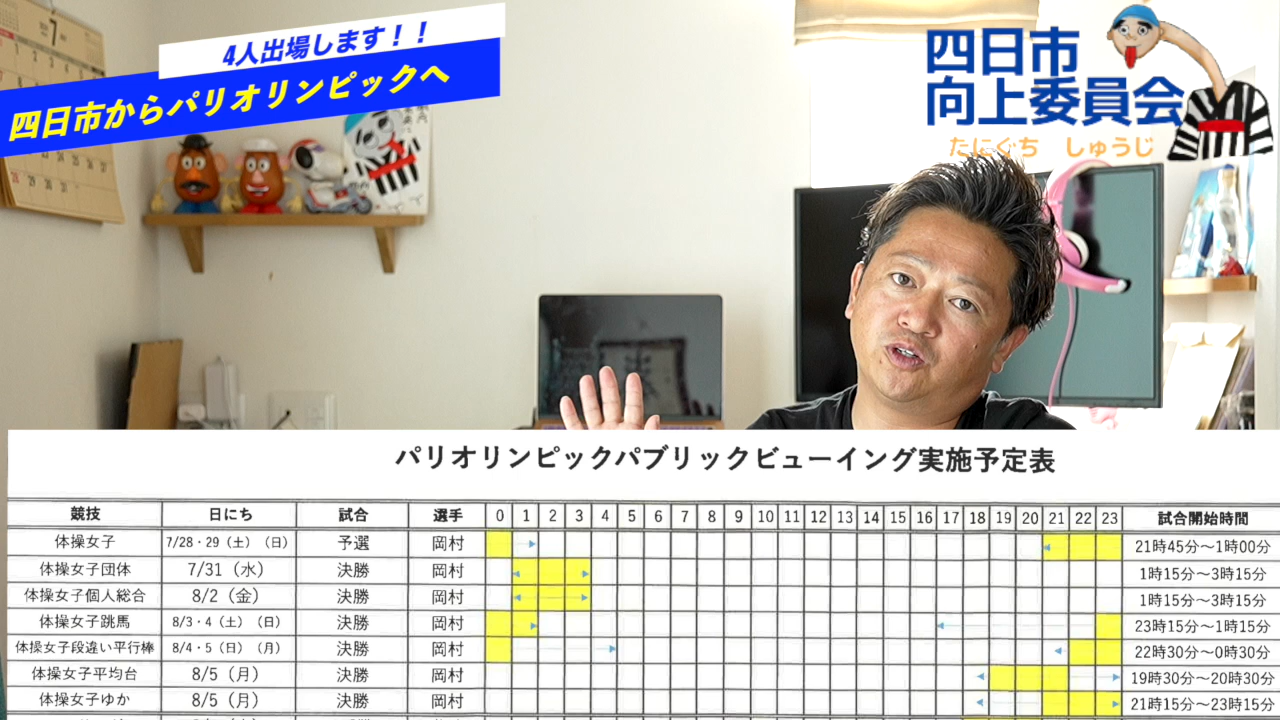 7
4人出場します！！
四日市からパリオリンピックへ
四日市
向上委員会
たにぐち しゅうじ
パリオリンピックパブリックビューイング実施予定表
競技 日にち 試合 選手 0 1 2 3 4 5 6 7 8 9 10 11 12 13 14 15 16 17 18 19 20 21 22 23 試合開始時間
体操女子 7/28・29（土）（日） 予選 岡村 21時45分～1時00分
体操女子団体 7/31（水） 決勝 岡村 1時15分～3時15分
体操女子個人総合 8/2（金） 決勝 岡村 1時15分～3時15分
体操女子跳馬 8/3・4（土）（日） 決勝 岡村 23時15分～1時15分
体操女子段違い平行棒 8/4・5（日）（月） 決勝 岡村 22時30分～0時30分
体操女子平均台 8/5（月） 決勝 岡村 19時30分～20時30分
体操女子ゆか 8/5（月） 決勝 岡村 21時15分～23時15分